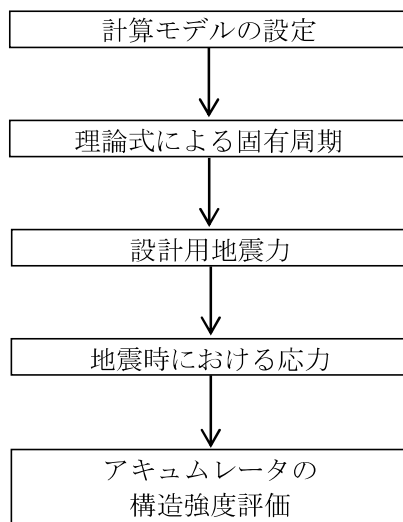 計算モデルの設定
理論式による固有周期
設計用地震力
地震時における応力
アキュムレータの
構造強度評価